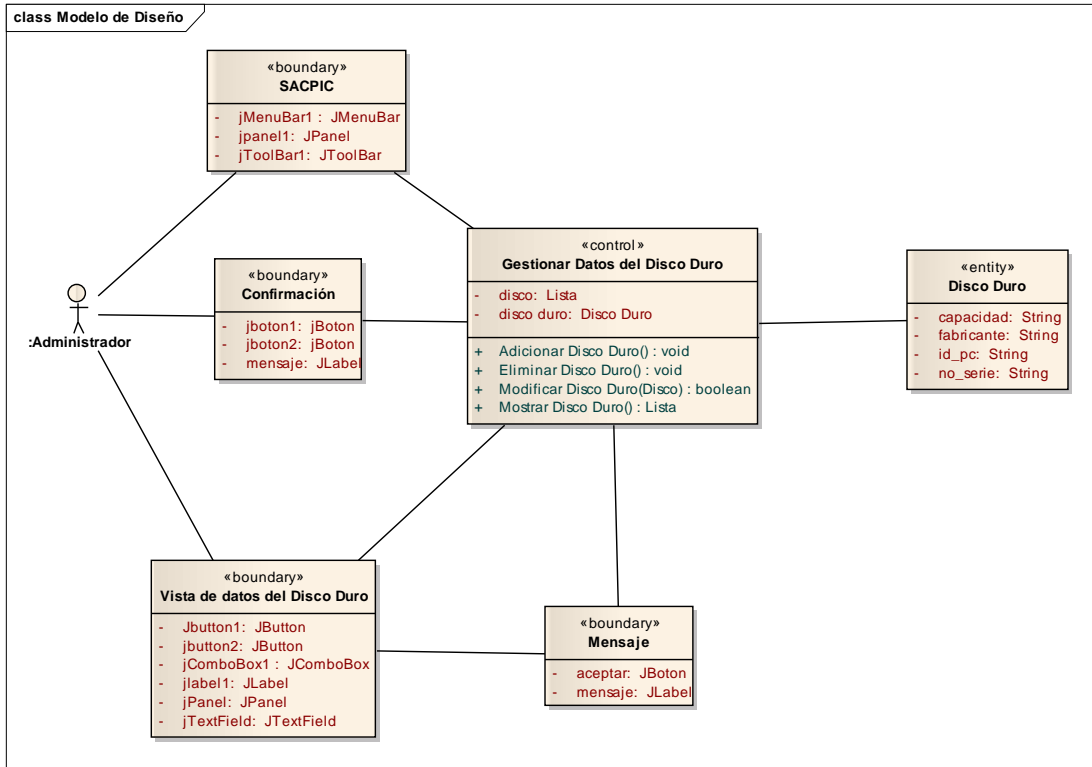 class Modelo de Diseño
«boundary»
SACPIC
- jMenuBar1 : JMenuBar
- jpanel1: JPanel
- jToolBar1: JToolBar
«control»
Gestionar Datos del Disco Duro
- disco: Lista
- disco duro: Disco Duro
+ Adicionar Disco Duro() : void
+ Eliminar Disco Duro() : void
+ Modificar Disco Duro(Disco) : boolean
+ Mostrar Disco Duro() : Lista
«entity»
Disco Duro
- capacidad: String
- fabricante: String
- id_pc: String
- no_serie: String
«boundary»
Confirmación
- jboton1: jBoton
- jboton2: jBoton
- mensaje: JLabel
:Administrador
«boundary»
Vista de datos del Disco Duro
- Jbutton1: JButton
- jbutton2: JButton
- jComboBox1 : JComboBox
- jlabel1: JLabel
- jPanel: JPanel
- jTextField: JTextField
«boundary»
Mensaje
- aceptar: JBoton
- mensaje: JLabel